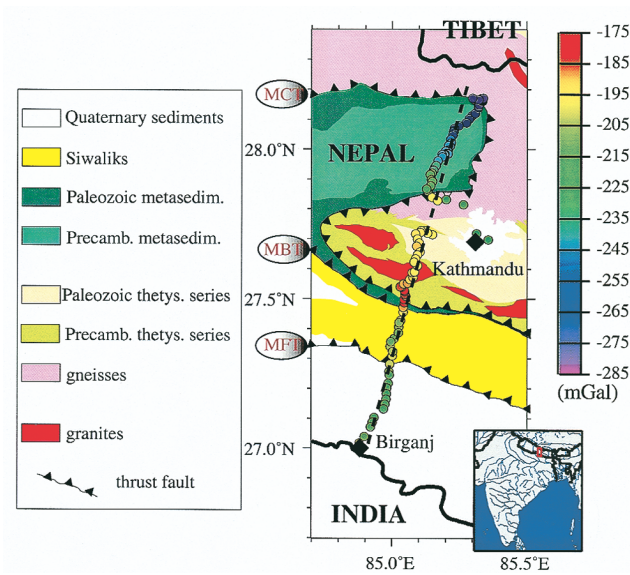 TIBET
MCT
28.0°N
NEPAL
MBT
Kathmandu
27.5°N
MFT
27.0°N
Birganj
INDIA
85.0°E
85.5°E
Quaternary sediments
Siwaliks
Paleozoic metasedim.
Precamb. metasedim.
Paleozoic thetys. series
Precamb. thetys. series
gneisses
granites
thrust fault
-175
-185
-195
-205
-215
-225
-235
-245
-255
-265
-275
-285
(mGal)